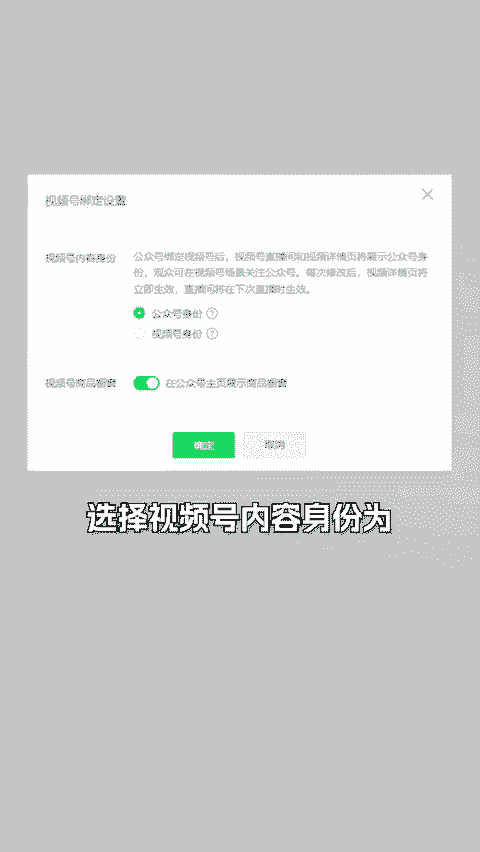 视频号绑定设置
视频号内容身份
公众号绑定视频号后，视频号直播间和视频详情页将展示公众号身
份，观众可在视频号场景关注公众号。每次修改后，视频详情页将
立即生效，直播间将在下次直播时生效。
公众号身份
视频号身份
视频号商品橱窗
在公众号主页展示商品橱窗
确定
取消
选择视频号内容身份为